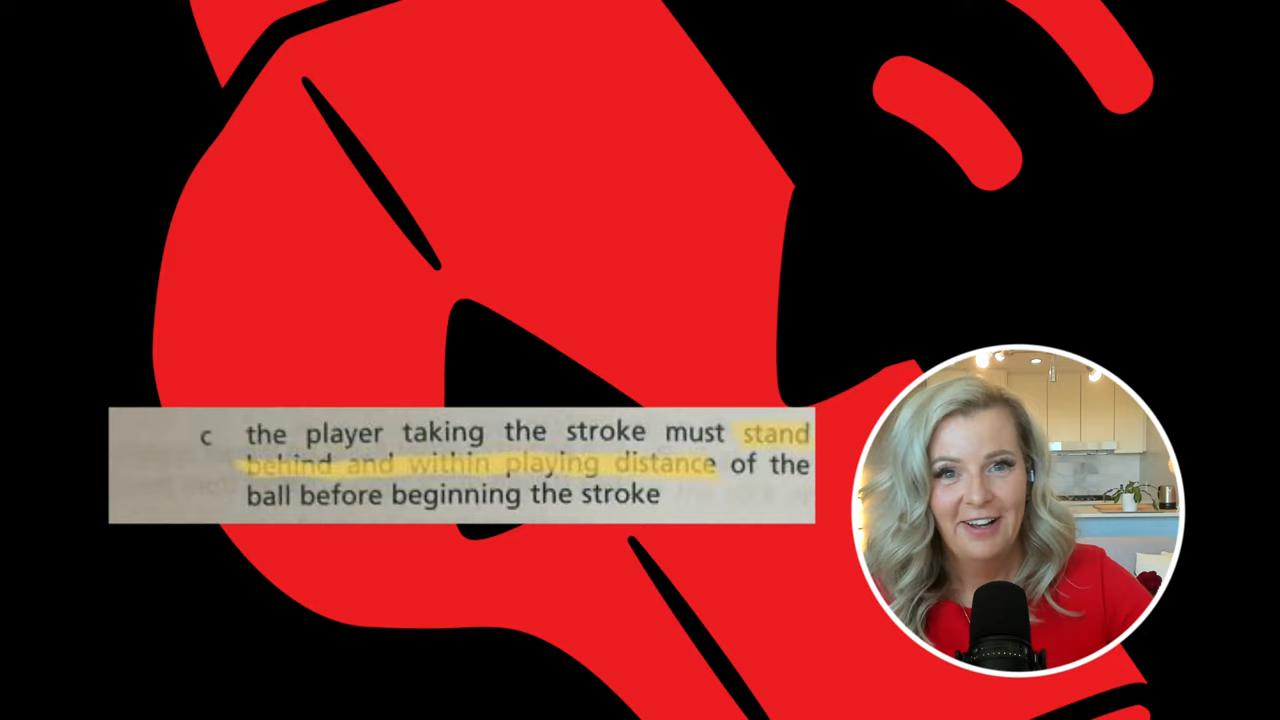 c the player taking the stroke must stand
behind and within playing distance of the
ball before beginning the stroke